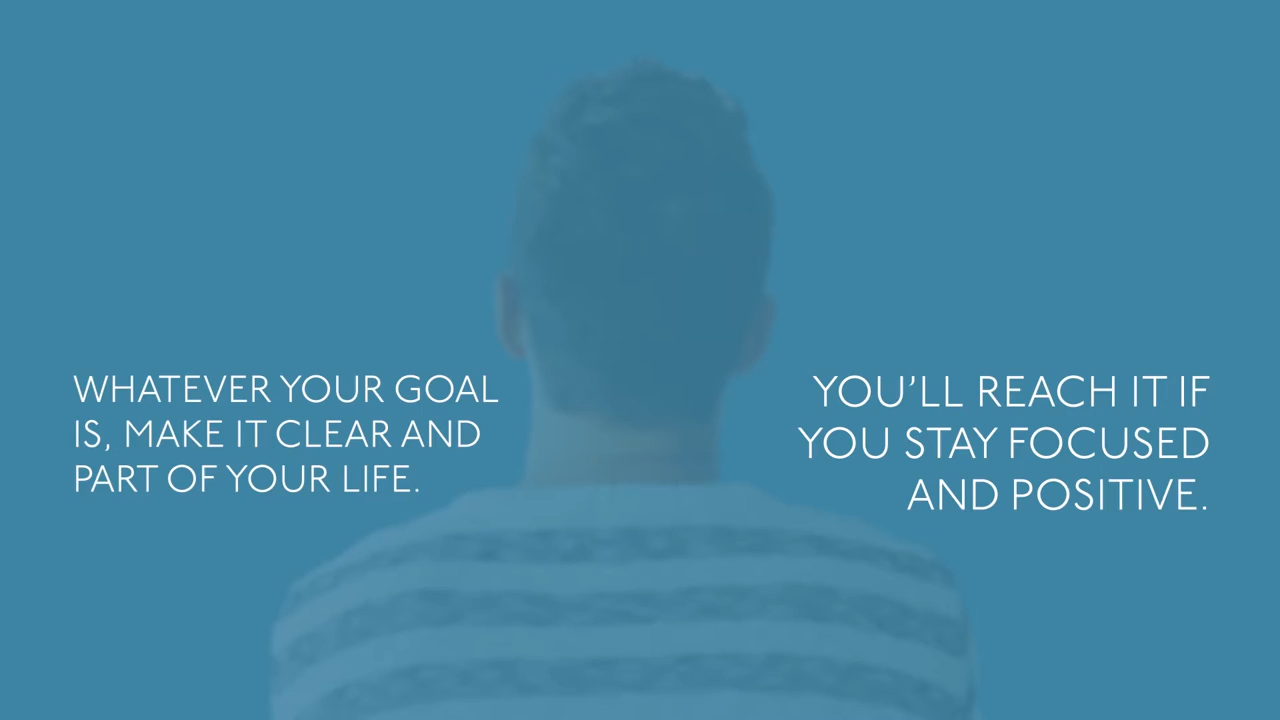 WHATEVER YOUR GOAL
IS, MAKE IT CLEAR AND
PART OF YOUR LIFE.
YOU’LL REACH IT IF
YOU STAY FOCUSED
AND POSITIVE.